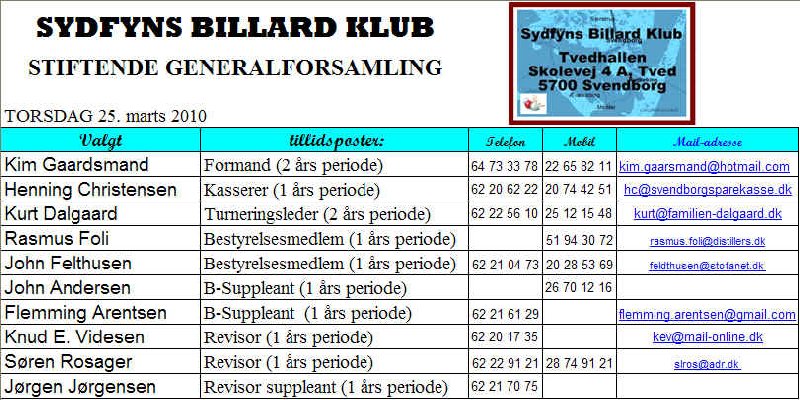 SYDFYNS BILLARD KLUB
STIFTENDE GENERALFORSAMLING
TORSDAG 25. marts 2010
Sydfyns Billard Klub
Tvedhallen
Skolevej 4 A, Tved
5700 Svendborg
Valgt tillidsposter: Telefon Mobil Mail-adresse
Kim Gaardsmand Formand (2 års periode) 64 73 33 78 22 65 82 11 kim.gaarsmand@hotmail.com
Henning Christensen Kasserer (1 års periode) 62 20 62 22 20 74 42 51 hc@svendborgsparekasse.dk
Kurt Dalgaard Turneringsleder (2 års periode) 62 22 56 10 25 12 15 48 kurt@familien-dalgaard.dk
Rasmus Foli Bestyrelsesmedlem (1 års periode) 51 94 30 72 rasmus.foli@distillers.dk
John Felthusen Bestyrelsesmedlem (1 års periode) 62 21 04 73 20 28 53 69 feldthusen@stofanet.dk
John Andersen B-Suppleant (1 års periode) 26 70 12 16
Flemming Arentsen B-Suppleant (1 års periode) 62 21 61 29 flemming.arentsen@gmail.com
Knud E. Videsen Revisor (1 års periode) 62 20 17 35 kev@mail-online.dk
Søren Rosager Revisor (1 års periode) 62 22 91 21 28 74 91 21 slros@adr.dk
Jørgen Jørgensen Revisor suppleant (1 års periode) 62 21 70 75